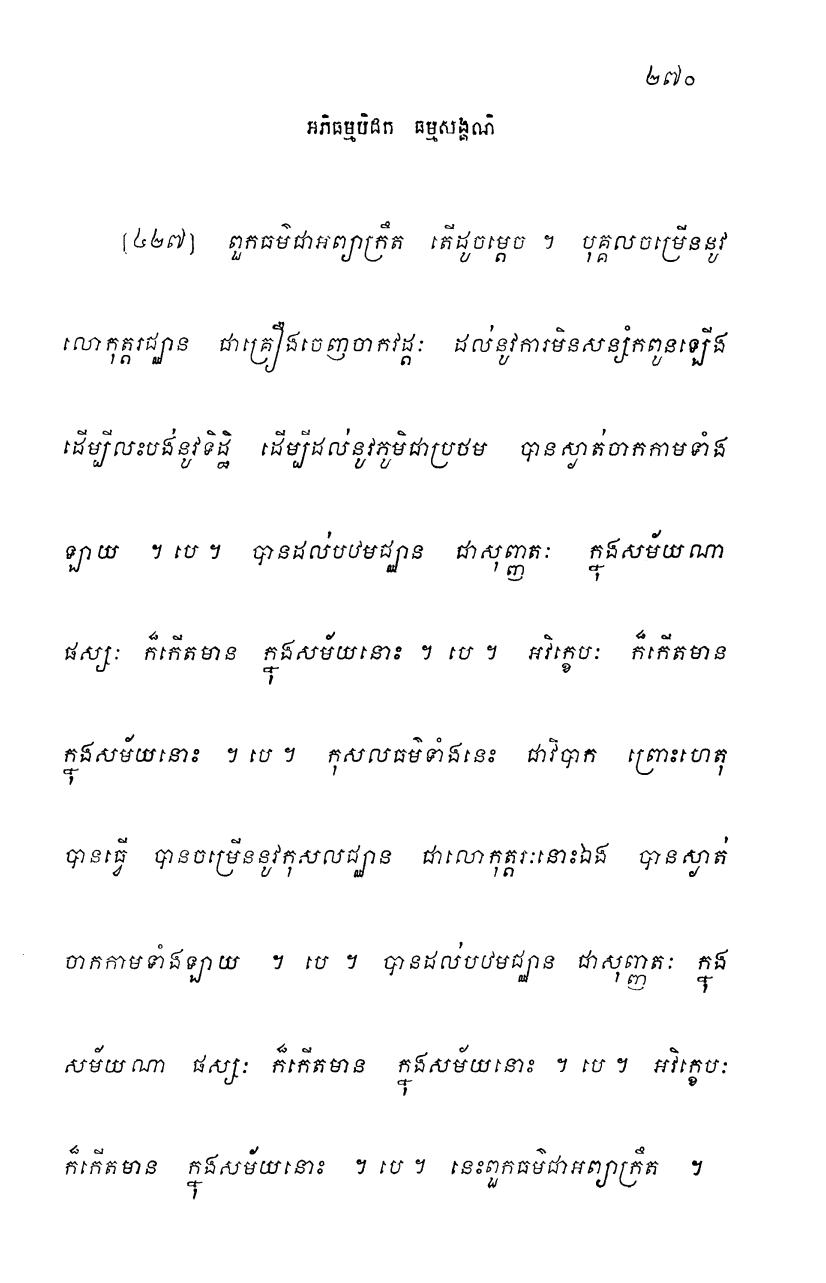 ២៧០
អភិធម្មបិដក ធម្មសង្គណិ
(៤២៧) ពួកធម៌ជាអព្យាក្រឹត តើដូចម្តេច ។ បុគ្គលចម្រើននូវ
លោកុត្តរជ្ឈាន ជាគ្រឿងចេញចាកវដ្តៈ ដល់នូវការមិនសន្សំកពូនឡើង
ដើម្បីលះបង់នូវទិដ្ឋិ ដើម្បីដល់នូវភូមិជាប្រថម បានស្ងាត់ចាកកាមទាំង
ឡាយ ។ បេ ។ បានដល់បឋមជ្ឈាន ជាសុញ្ញតៈ ក្នុងសម័យណា
ផស្សៈ ក៏កើតមាន ក្នុងសម័យនោះ ។ បេ ។ អវិក្ខេបៈ ក៏កើតមាន
ក្នុងសម័យនោះ ។ បេ ។ កុសលធម៌ទាំងនេះ ជាវិបាក ព្រោះហេតុ
បានធ្វើ បានចម្រើននូវកុសលជ្ឈាន ជាលោកុត្តរៈនោះឯង បានស្ងាត់
ចាកកាមទាំងឡាយ ។ បេ ។ បានដល់បឋមជ្ឈាន ជាសុញ្ញតៈ ក្នុង
សម័យណា ផស្សៈ ក៏កើតមាន ក្នុងសម័យនោះ ។ បេ ។ អវិក្ខេបៈ
ក៏កើតមាន ក្នុងសម័យនោះ ។ បេ ។ នេះពួកធម៌ជាអព្យាក្រឹត ។